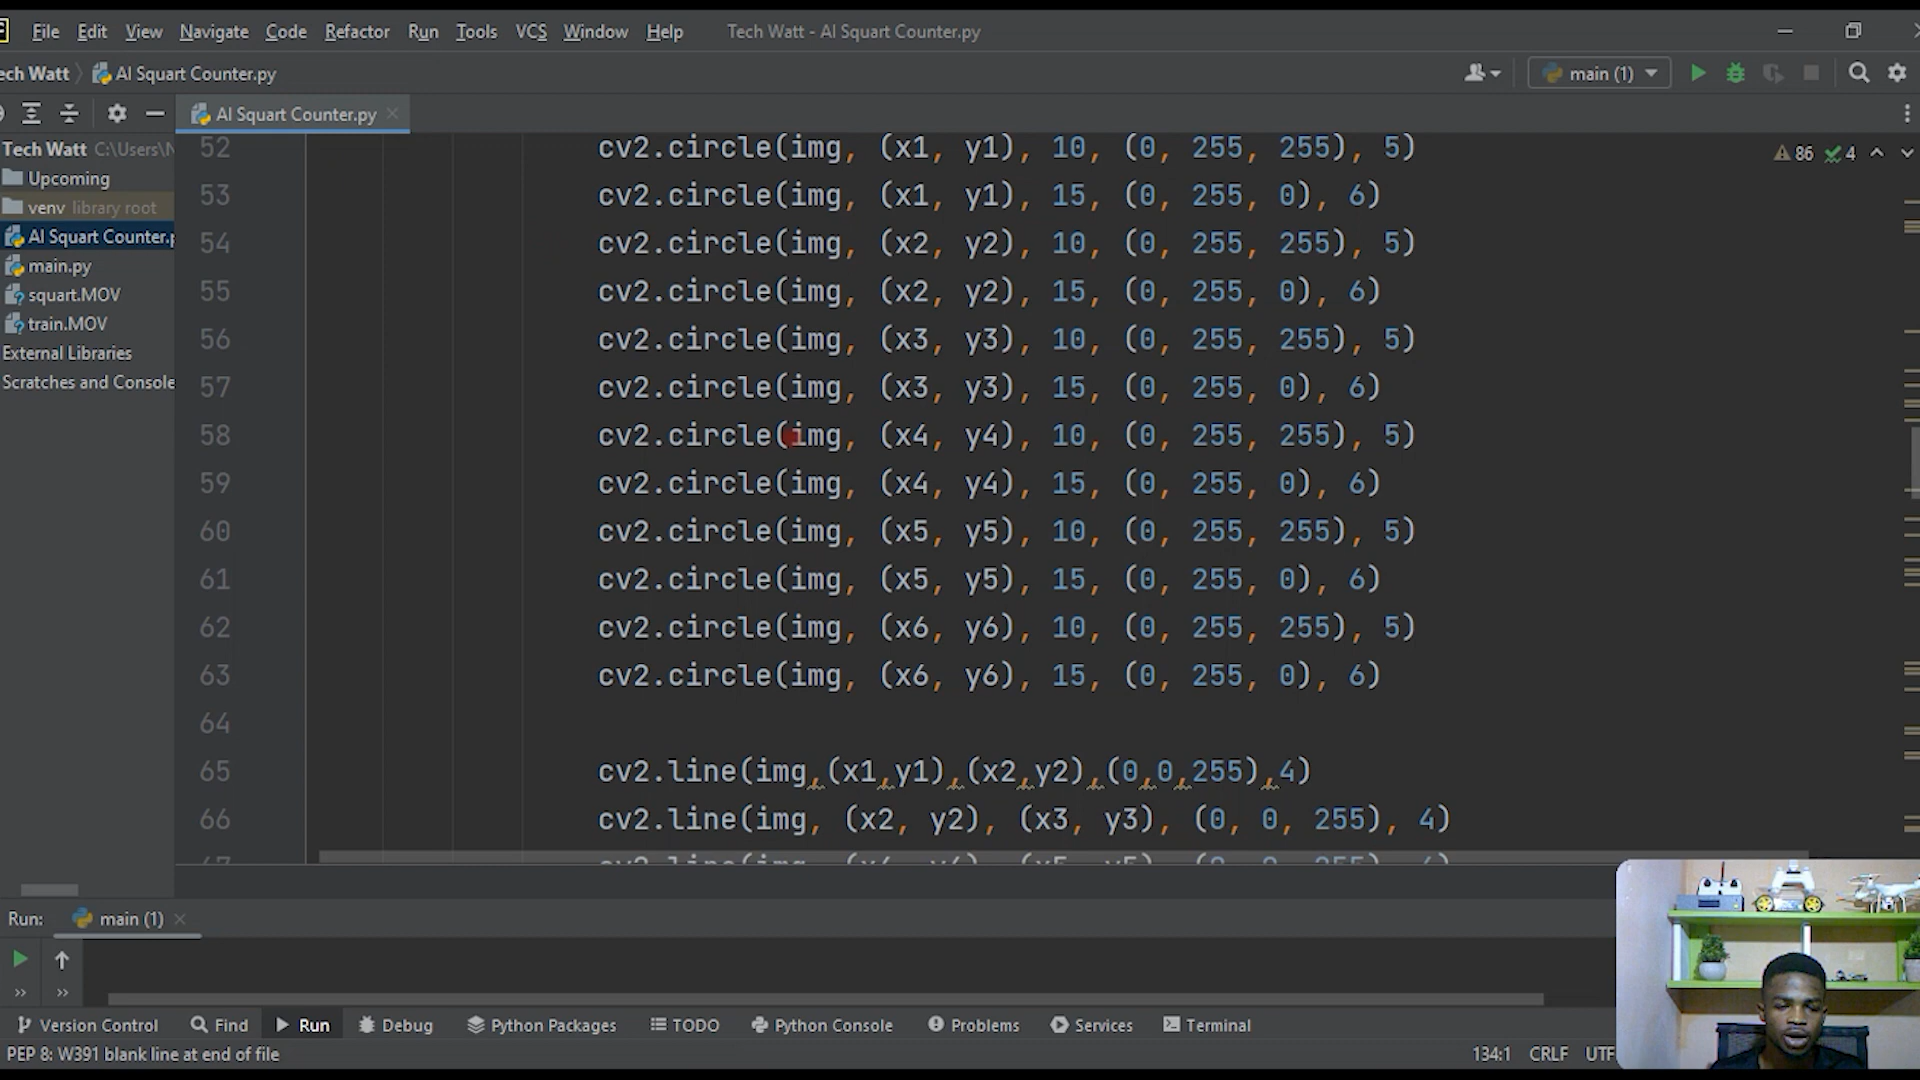 File Edit View Navigate Code Refactor Run Tools VCS Window Help Tech Watt - AI Squart Counter.py
ech Watt AI Squart Counter.py
main (1)
AI Squart Counter.py
Tech Watt C:\Users\
Upcoming
venv library root
AI Squart Counter.
main.py
squart.MOV
train.MOV
External Libraries
Scratches and Console
86 4
52 cv2.circle(img, (x1, y1), 10, (0, 255, 255), 5)
53 cv2.circle(img, (x1, y1), 15, (0, 255, 0), 6)
54 cv2.circle(img, (x2, y2), 10, (0, 255, 255), 5)
55 cv2.circle(img, (x2, y2), 15, (0, 255, 0), 6)
56 cv2.circle(img, (x3, y3), 10, (0, 255, 255), 5)
57 cv2.circle(img, (x3, y3), 15, (0, 255, 0), 6)
58 cv2.circle(img, (x4, y4), 10, (0, 255, 255), 5)
59 cv2.circle(img, (x4, y4), 15, (0, 255, 0), 6)
60 cv2.circle(img, (x5, y5), 10, (0, 255, 255), 5)
61 cv2.circle(img, (x5, y5), 15, (0, 255, 0), 6)
62 cv2.circle(img, (x6, y6), 10, (0, 255, 255), 5)
63 cv2.circle(img, (x6, y6), 15, (0, 255, 0), 6)
64
65 cv2.line(img,(x1,y1),(x2,y2),(0,0,255),4)
66 cv2.line(img, (x2, y2), (x3, y3), (0, 0, 255), 4)
Run: main (1)
Version Control Find Run Debug Python Packages TODO Python Console Problems Services Terminal
PEP 8: W391 blank line at end of file 134:1 CRLF UTF